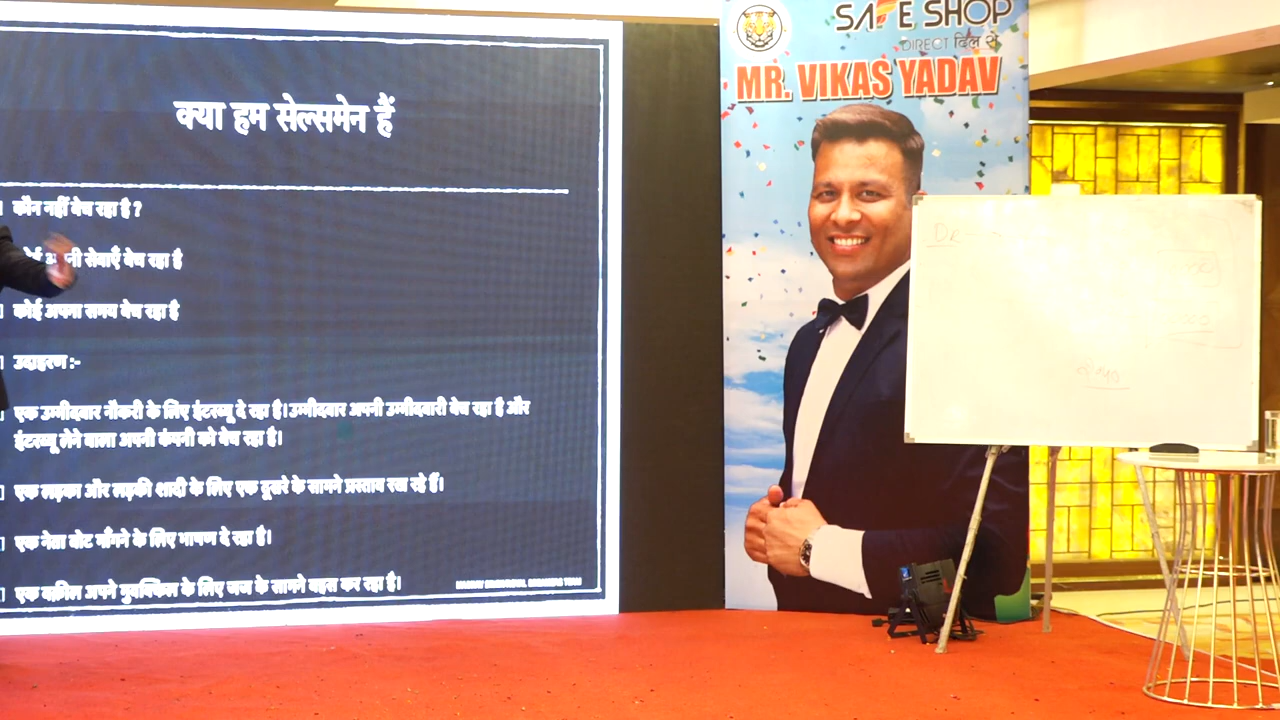 क्या हम सेल्समेन हैं
कौन नहीं बेच रहा है ?
कोई अपनी सेवाएँ बेच रहा है
कोई अपना समय बेच रहा है
उदाहरण :-
एक उम्मीदवार नौकरी के लिए इंटरव्यू दे रहा है।उम्मीदवार अपनी उम्मीदवारी बेच रहा है और
इंटरव्यू लेने वाला अपनी कंपनी को बेच रहा है।
एक लड़का और लड़की शादी के लिए एक दूसरे के सामने प्रस्ताव रख रहे हैं।
एक नेता वोट माँगने के लिए भाषण दे रहा है।
एक वकील अपने मुवक्किल के लिए जज के सामने बहस कर रहा है।
SAFE SHOP
DIRECT दिल से
MR. VIKAS YADAV